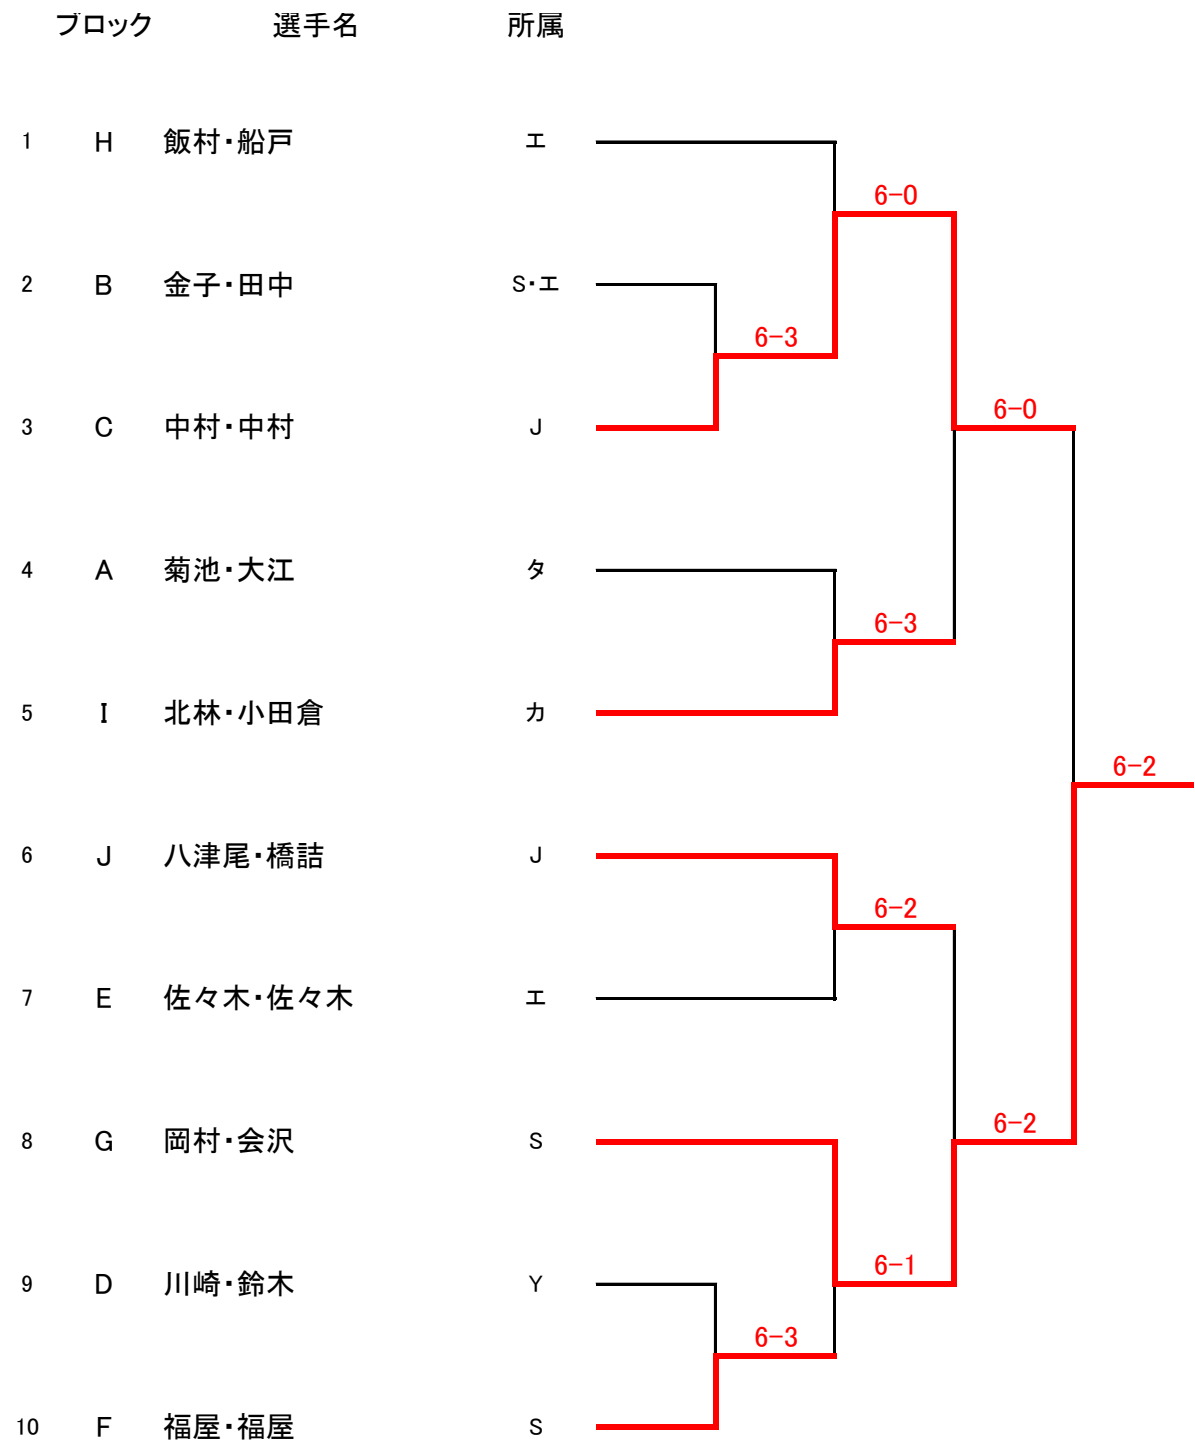 ブロック 選手名 所属
1 H 飯村・船戸 エ
6-0
2 B 金子・田中 S・エ
6-3
3 C 中村・中村 J
6-0
4 A 菊池・大江 タ
6-3
5 I 北林・小田倉 カ
6-2
6 J 八津尾・橋詰 J
6-2
7 E 佐々木・佐々木 エ
6-2
8 G 岡村・会沢 S
6-1
9 D 川崎・鈴木 Y
6-3
10 F 福屋・福屋 S